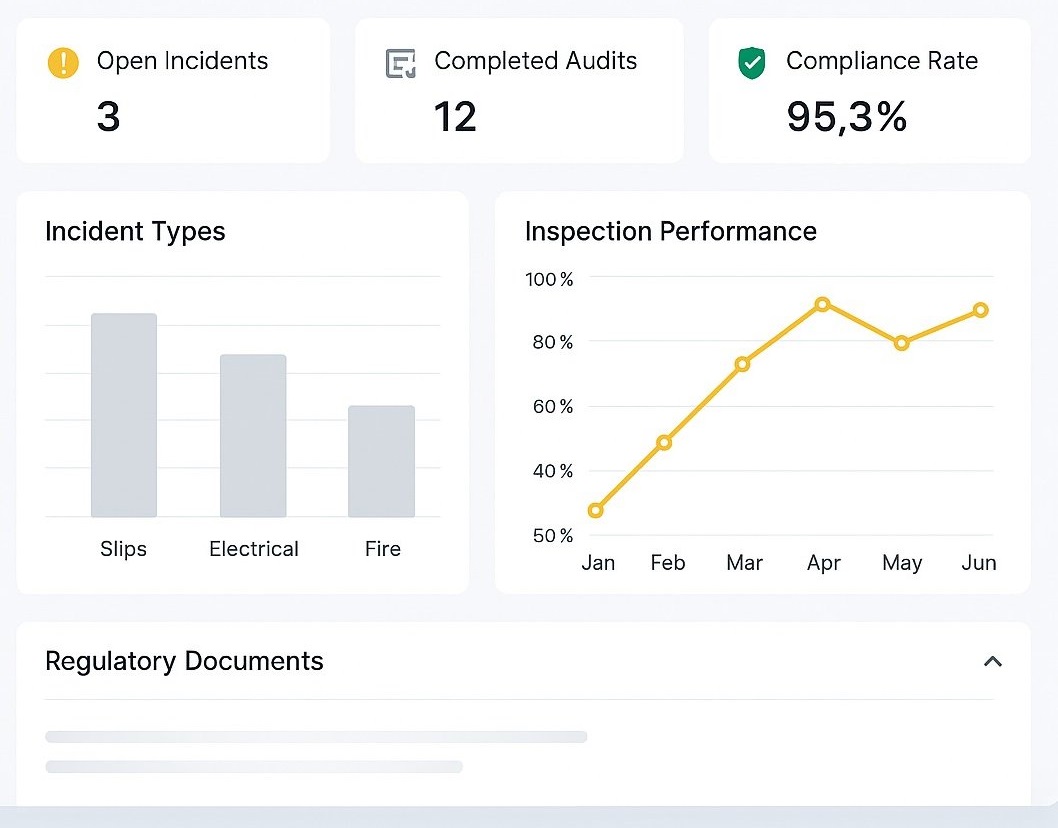 Open Incidents
3
Completed Audits
12
Compliance Rate
95,3%
Incident Types
Slips
Electrical
Fire
Inspection Performance
100%
80%
60%
40%
50%
Jan Feb Mar Apr May Jun
Regulatory Documents